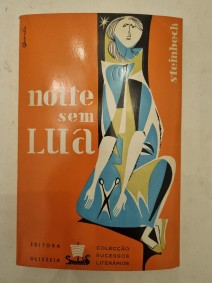 steinbeck
noite
sem
LUA
EDITORA
ULISSEIA
COLECÇÃO
SUCESSOS
LITERÁRIOS